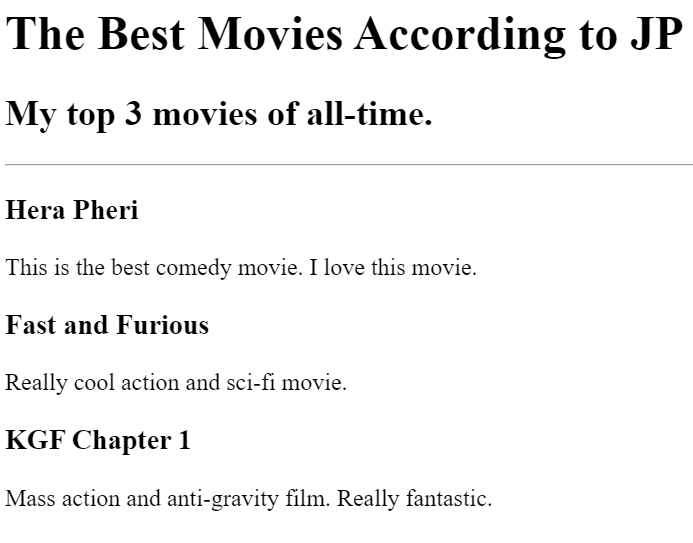 The Best Movies According to JP
My top 3 movies of all-time.
Hera Pheri
This is the best comedy movie. I love this movie.
Fast and Furious
Really cool action and sci-fi movie.
KGF Chapter 1
Mass action and anti-gravity film. Really fantastic.